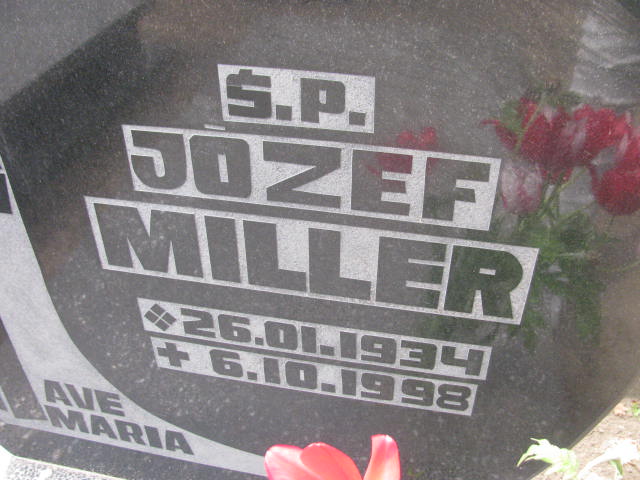 Ś.P.
JÓZEF
MILLER
26.01.1934
+ 6.10.1998
AVE
MARIA